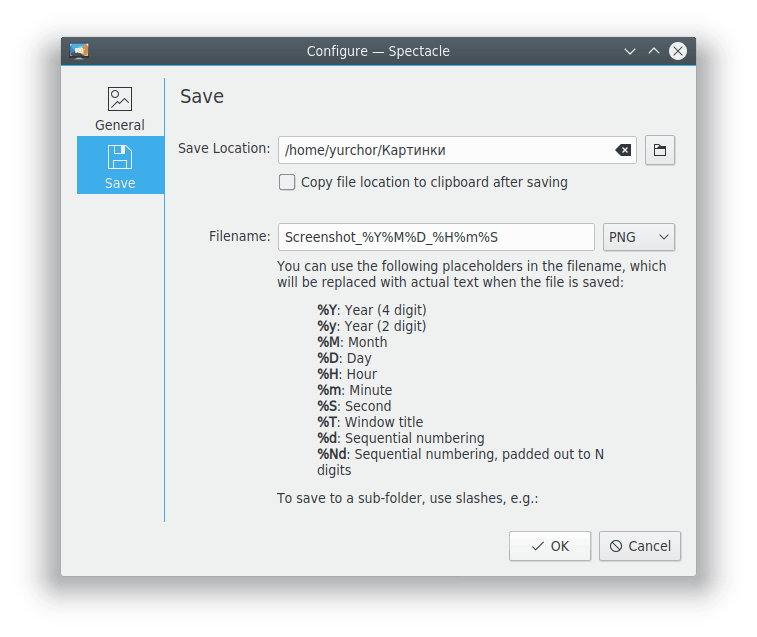 Configure — Spectacle
General
Save
Save
Save Location: /home/yurchor/Картинки
Copy file location to clipboard after saving
Filename: Screenshot_%Y%M%D_%H%m%S PNG
You can use the following placeholders in the filename, which
will be replaced with actual text when the file is saved:
%Y: Year (4 digit)
%y: Year (2 digit)
%M: Month
%D: Day
%H: Hour
%m: Minute
%S: Second
%T: Window title
%d: Sequential numbering
%Nd: Sequential numbering, padded out to N
digits
To save to a sub-folder, use slashes, e.g.:
OK Cancel